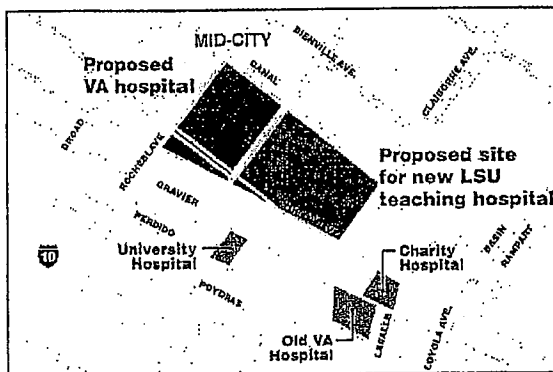 MID-CITY
BIENVILLE AVE.
CLAIBORNE AVE.
Proposed
VA hospital
CANAL
BROAD
ROCHEBLAVE
Proposed site
for new LSU
teaching hospital
GRAVIER
PERDIDO
University
Hospital
10
POYDRAS
Charity
Hospital
BASIN
RAMPART
Old VA
Hospital
LASALLE
LOYOLA AVE.